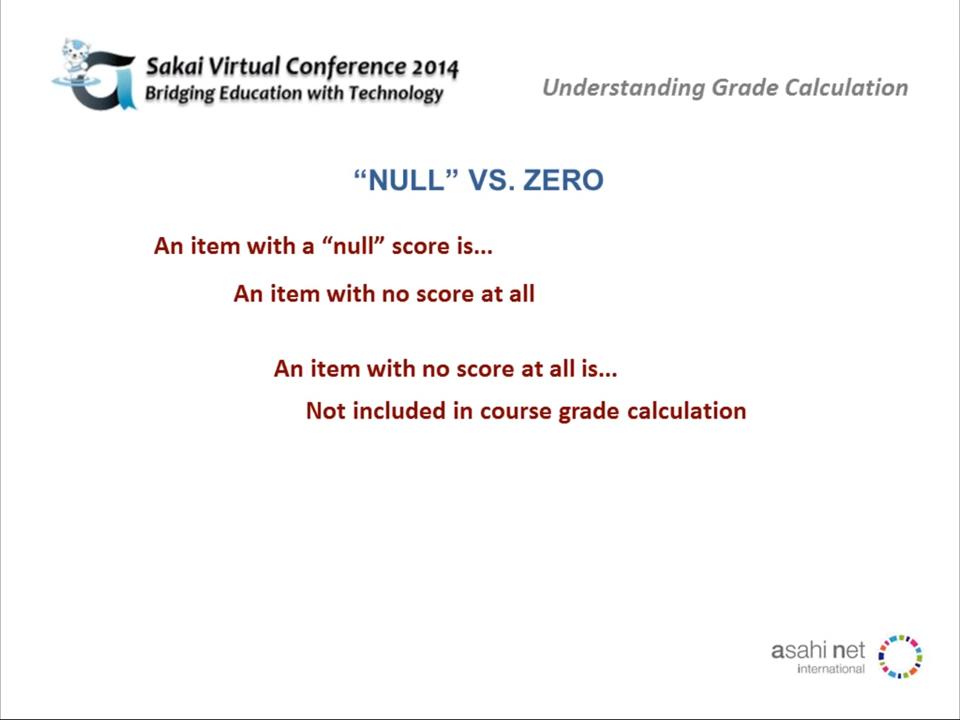 Sakai Virtual Conference 2014
Bridging Education with Technology
Understanding Grade Calculation
“NULL” VS. ZERO
An item with a “null” score is...
An item with no score at all
An item with no score at all is...
Not included in course grade calculation
asahi net
international